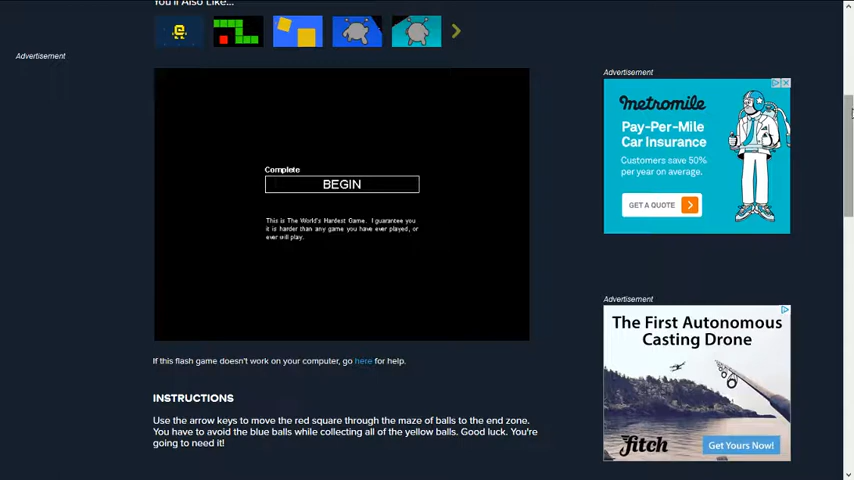 You'll Also Like...
Advertisement
Complete
BEGIN
This is The World's Hardest Game. I guarantee you
it is harder than any game you have ever played, or
ever will play.
If this flash game doesn't work on your computer, go here for help.
INSTRUCTIONS
Use the arrow keys to move the red square through the maze of balls to the end zone.
You have to avoid the blue balls while collecting all of the yellow balls. Good luck. You're
going to need it!
Advertisement
metromile
Pay-Per-Mile
Car Insurance
Customers save 50%
per year on average.
GET A QUOTE
Advertisement
The First Autonomous
Casting Drone
fitch
Get Yours Now!